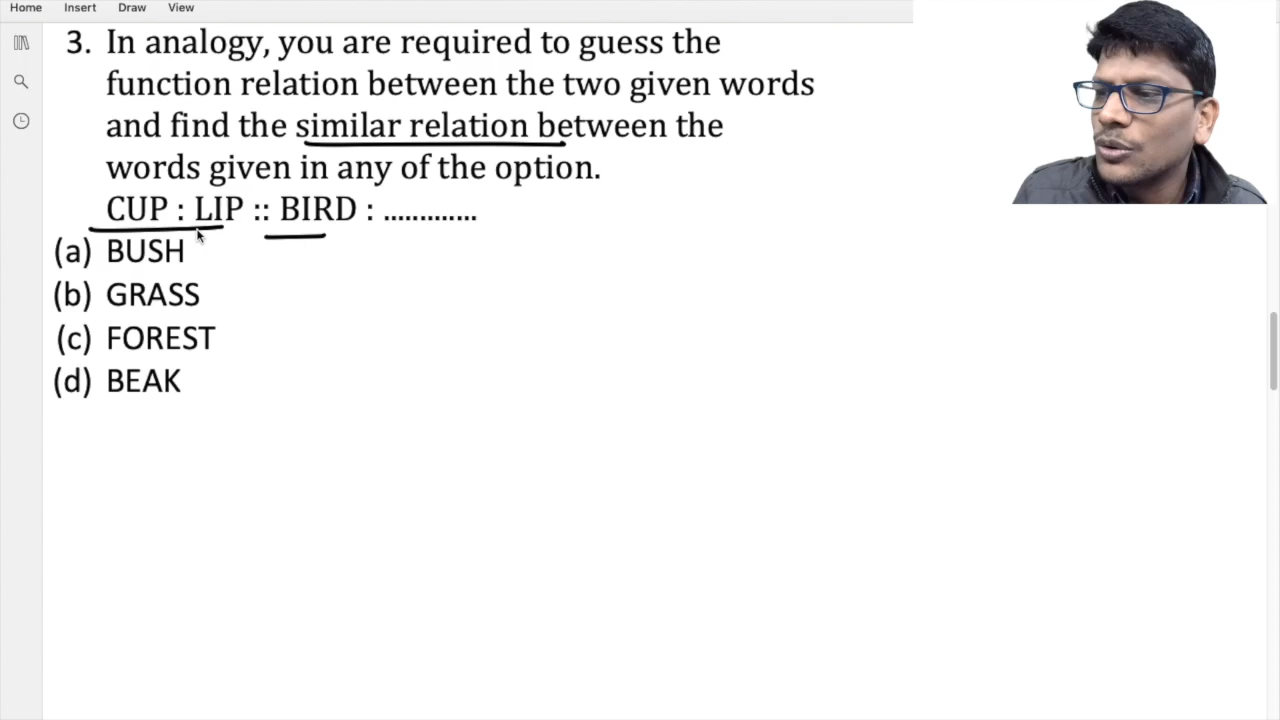 Home Insert Draw View
3. In analogy, you are required to guess the
function relation between the two given words
and find the similar relation between the
words given in any of the option.
CUP : LIP :: BIRD : .............
(a) BUSH
(b) GRASS
(c) FOREST
(d) BEAK